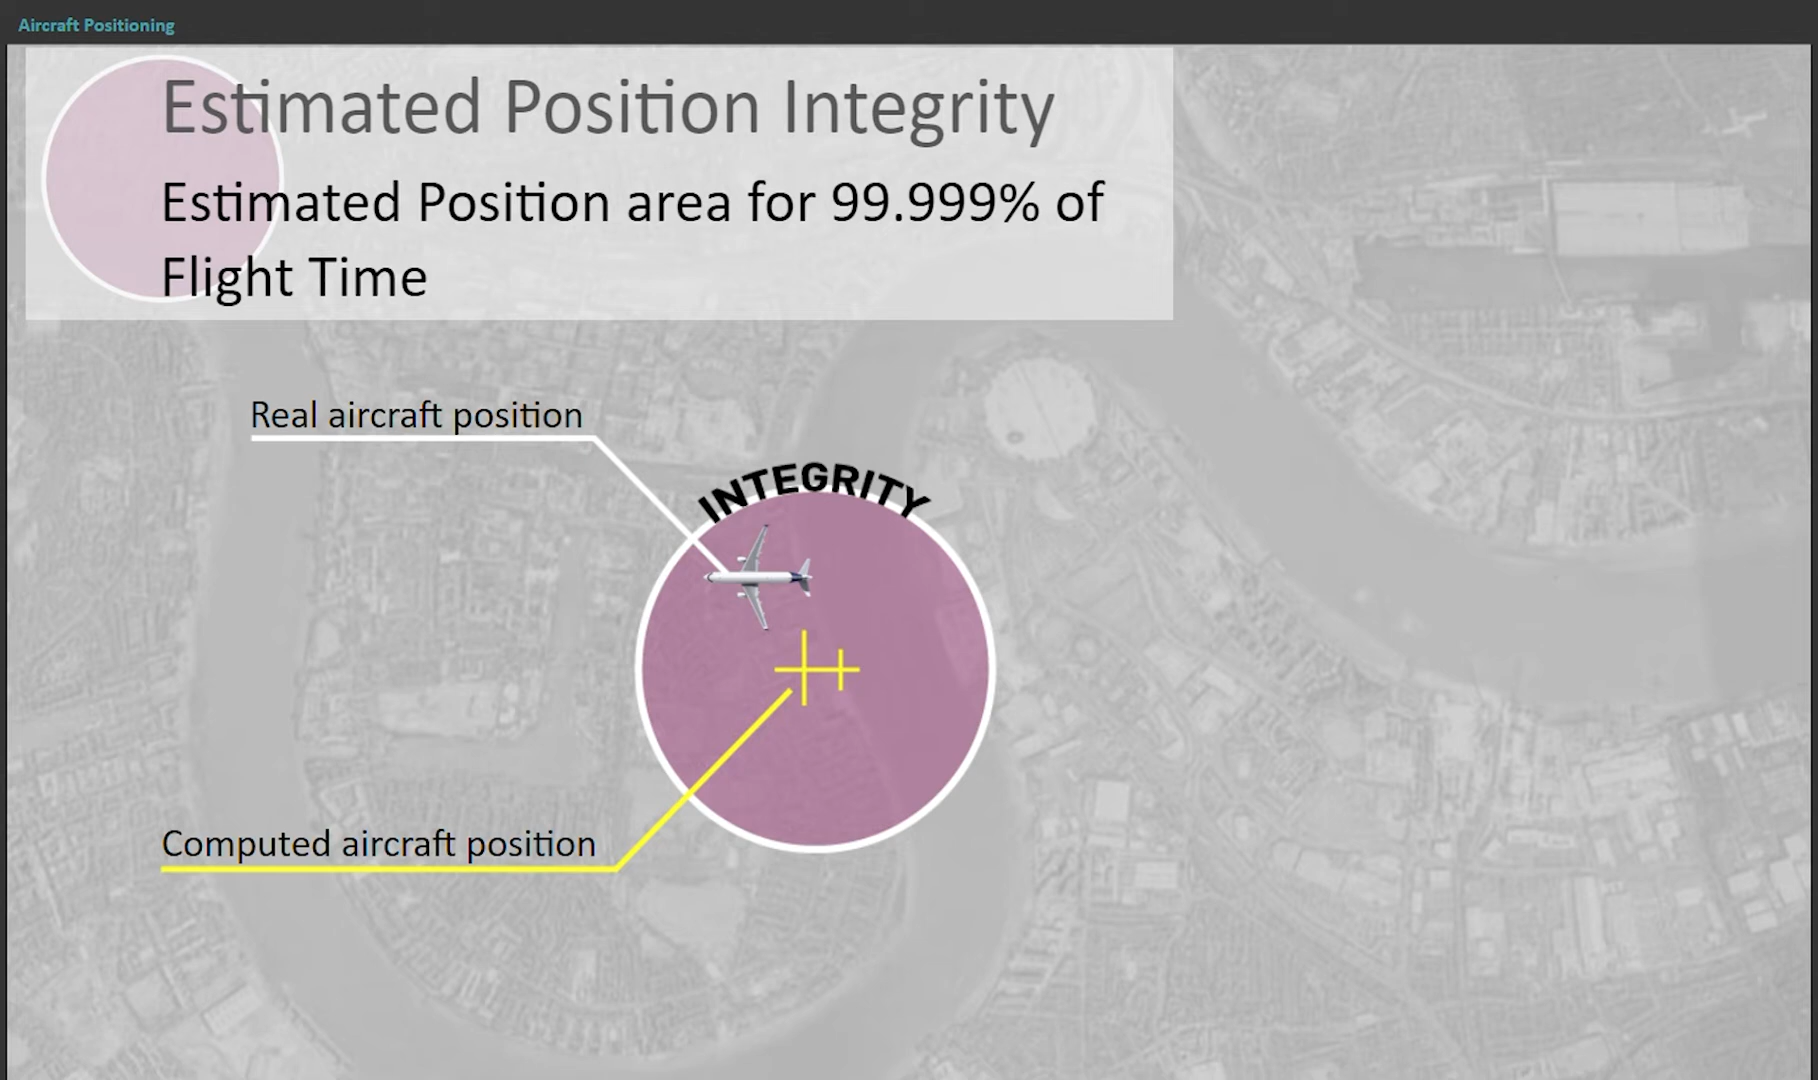 Aircraft Positioning
Estimated Position Integrity
Estimated Position area for 99.999% of
Flight Time
Real aircraft position
INTEGRITY
Computed aircraft position